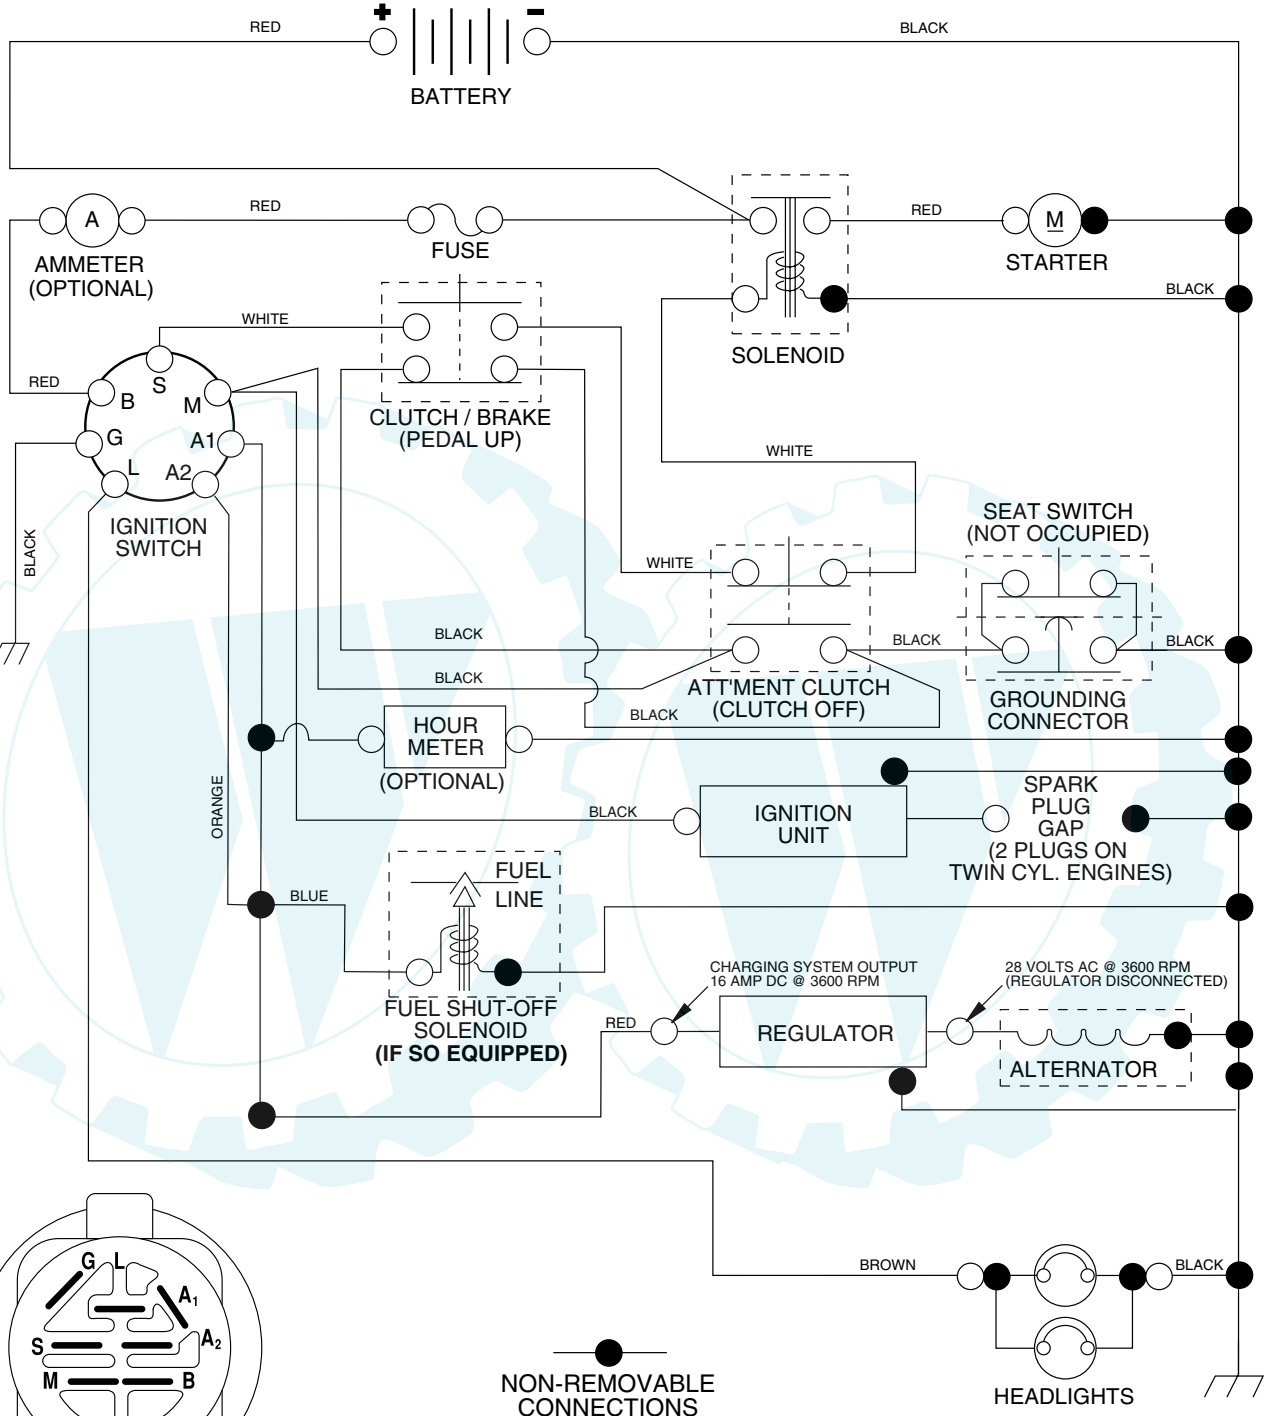 + −
RED
BLACK
BATTERY
RED
A
AMMETER
(OPTIONAL)
FUSE
RED
M
STARTER
BLACK
SOLENOID
WHITE
S
RED
B
M
G
A1
L
A2
IGNITION
SWITCH
BLACK
CLUTCH / BRAKE
(PEDAL UP)
WHITE
SEAT SWITCH
(NOT OCCUPIED)
WHITE
BLACK
BLACK
BLACK
BLACK
ATT'MENT CLUTCH
(CLUTCH OFF)
BLACK
GROUNDING
CONNECTOR
HOUR
METER
(OPTIONAL)
ORANGE
BLACK
IGNITION
UNIT
SPARK
PLUG
GAP
(2 PLUGS ON
TWIN CYL. ENGINES)
FUEL
LINE
BLUE
FUEL SHUT-OFF
SOLENOID
(IF SO EQUIPPED)
CHARGING SYSTEM OUTPUT
16 AMP DC @ 3600 RPM
28 VOLTS AC @ 3600 RPM
(REGULATOR DISCONNECTED)
RED
REGULATOR
ALTERNATOR
BROWN
BLACK
HEADLIGHTS
G L
A1
S
A2
M
B
NON-REMOVABLE
CONNECTIONS